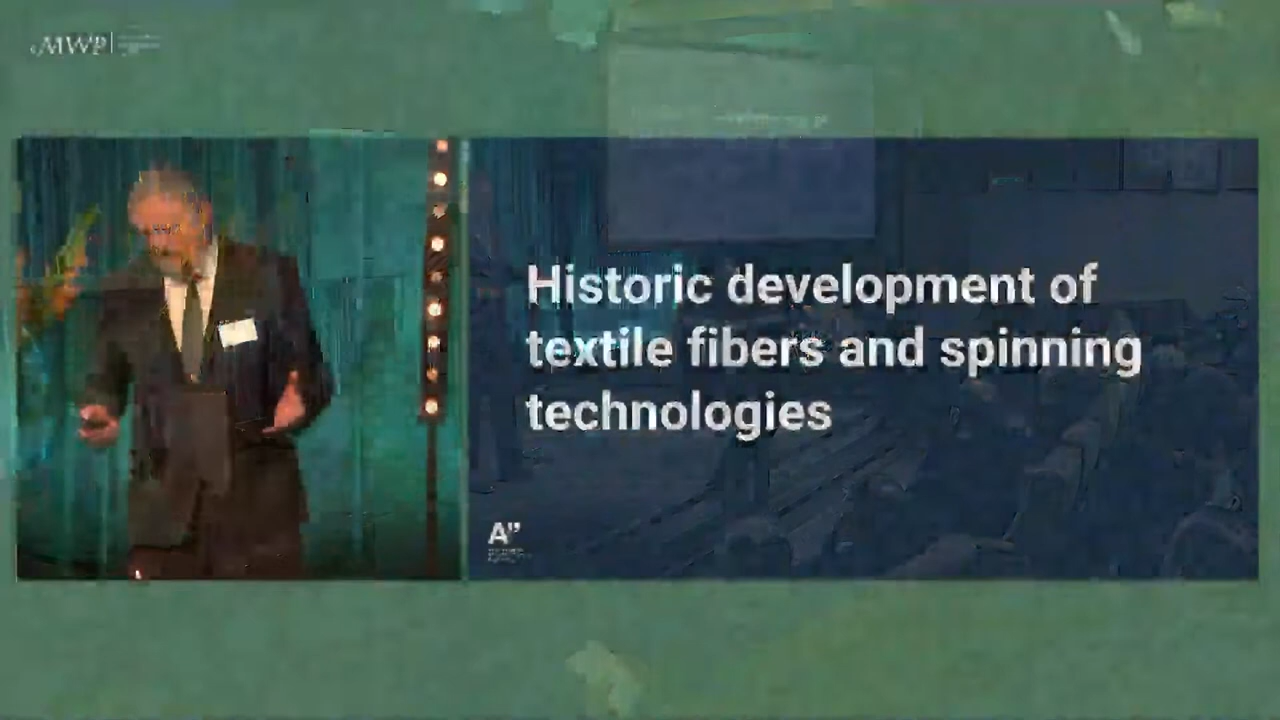 MWP
Historic development of
textile fibers and spinning
technologies
A”